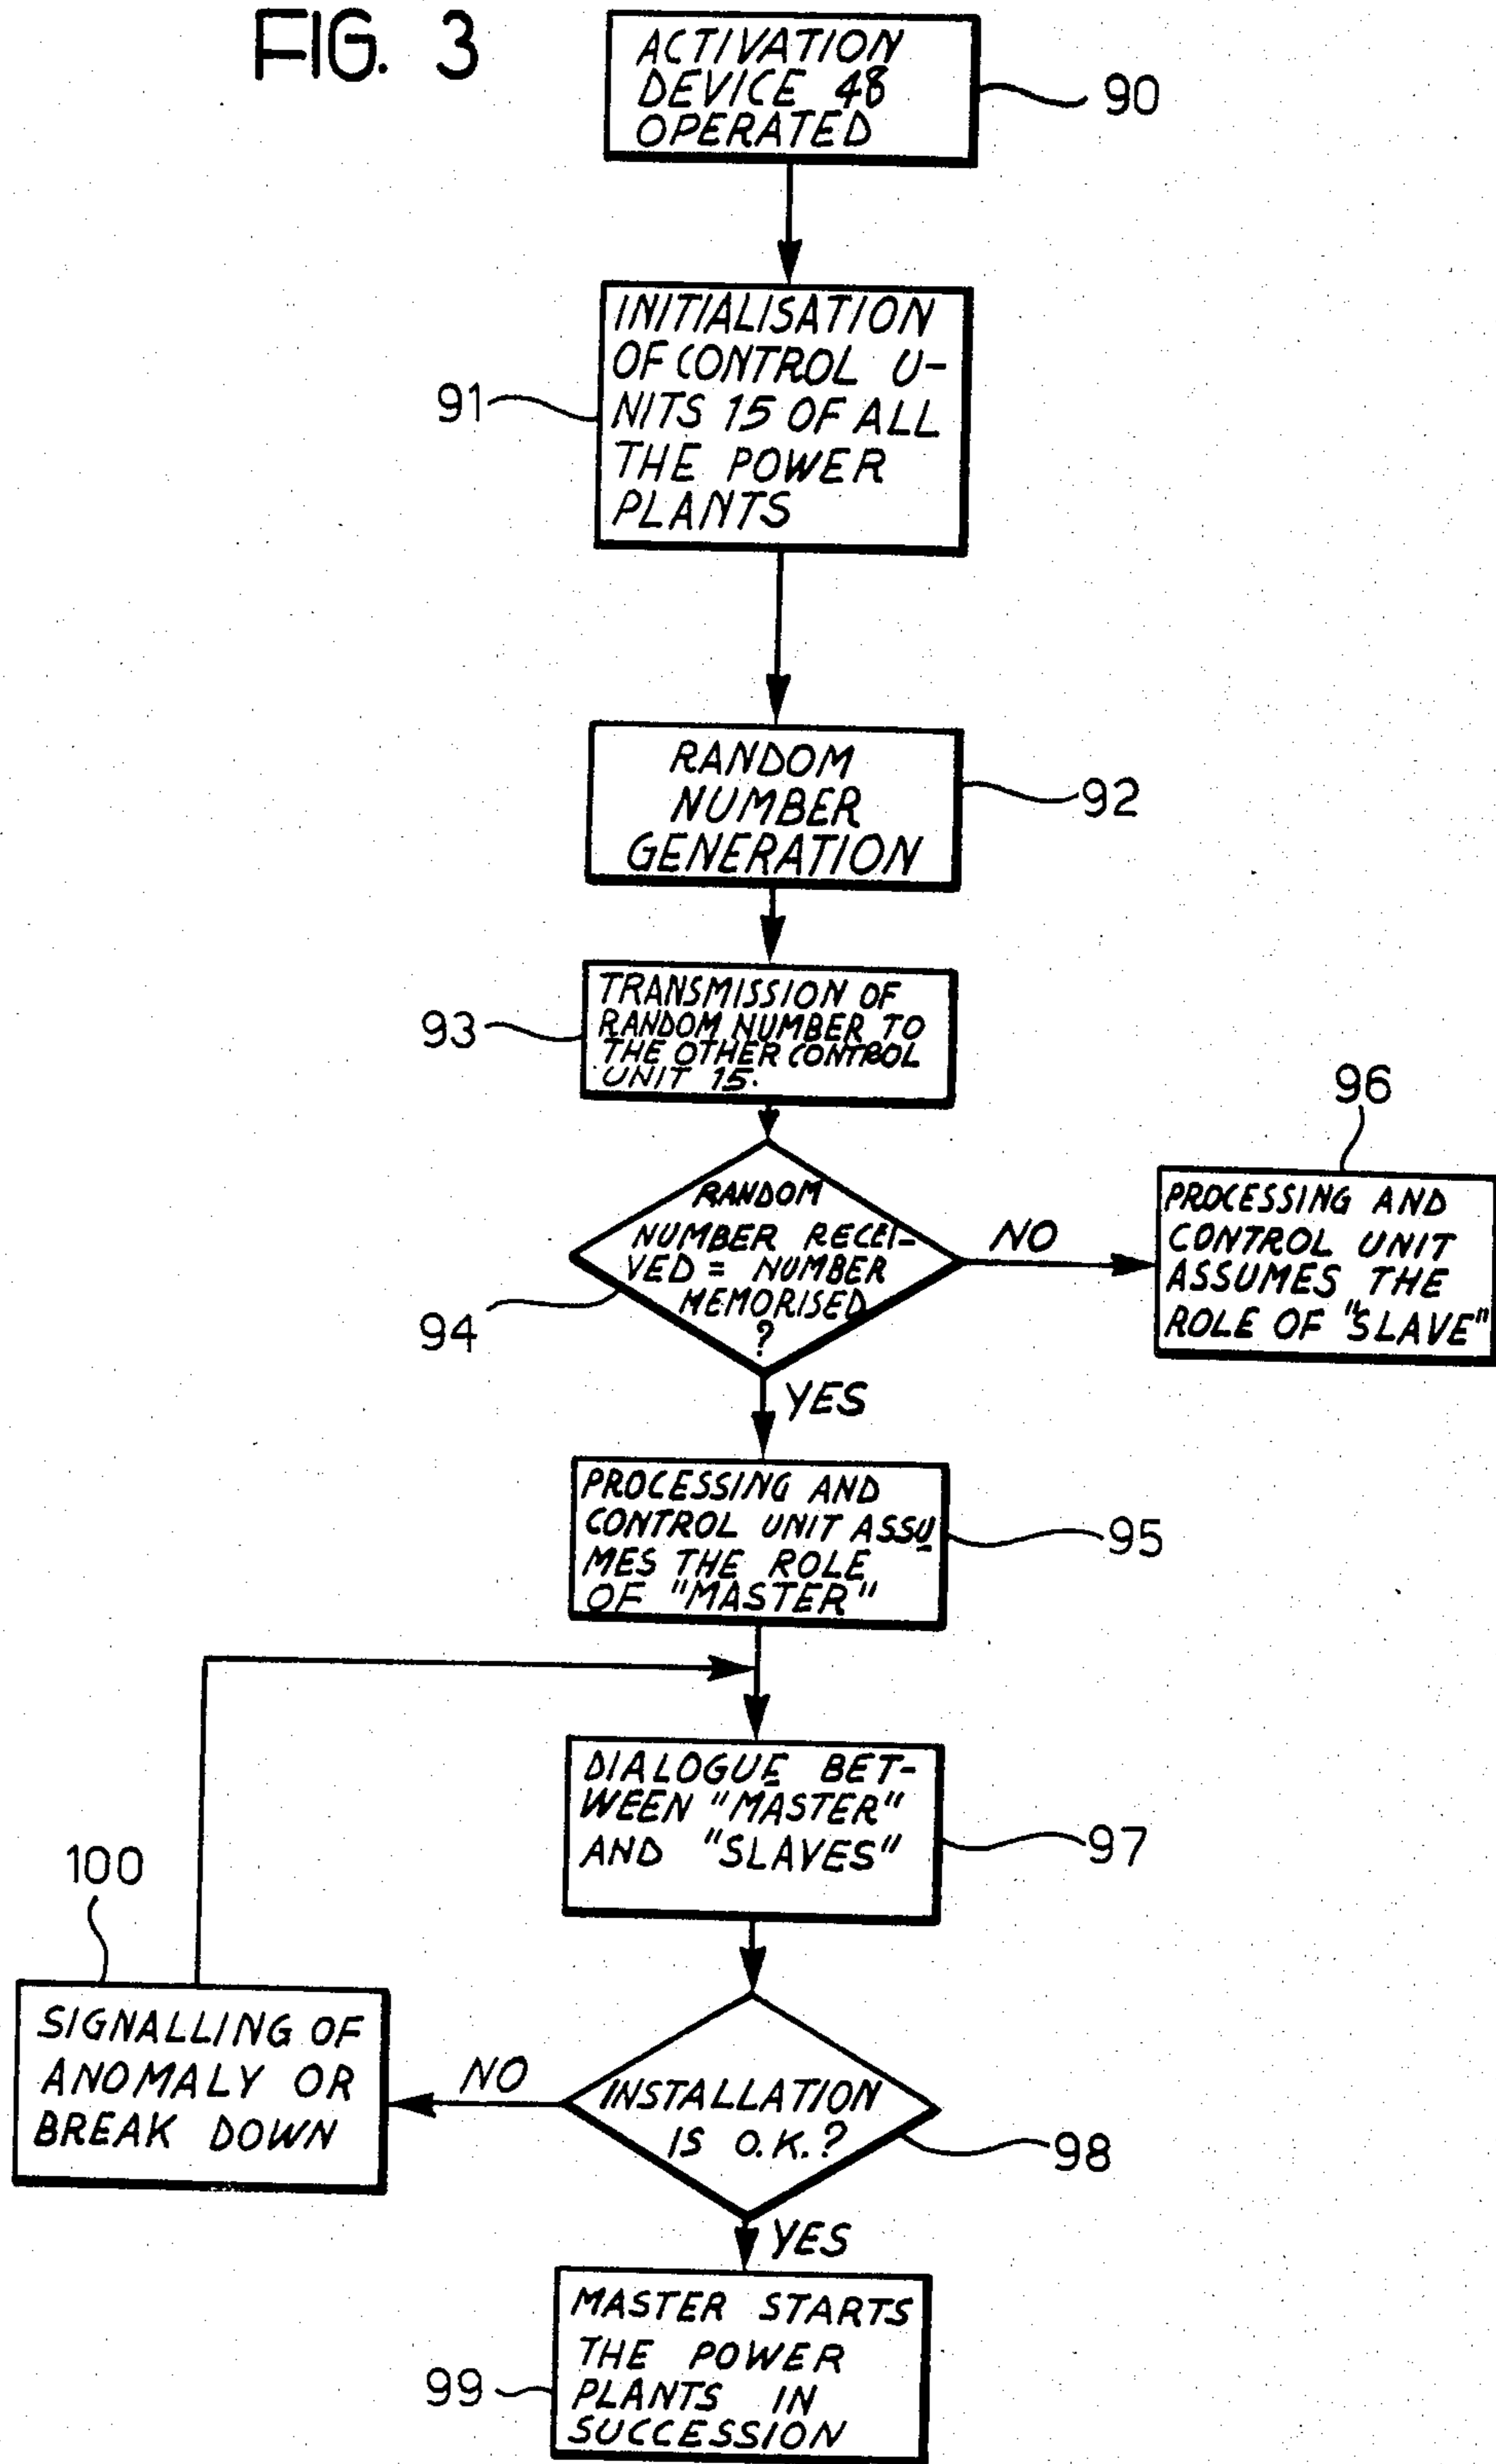 FIG. 3
ACTIVATION
DEVICE 48
OPERATED
90
INITIALISATION
OF CONTROL U-
NITS 15 OF ALL
THE POWER
PLANTS
91
RANDOM
NUMBER
GENERATION
92
TRANSMISSION OF
RANDOM NUMBER TO
THE OTHER CONTROL
UNIT 15.
93
RANDOM
NUMBER RECEI-
VED = NUMBER
MEMORISED
?
94
NO
96
PROCESSING AND
CONTROL UNIT
ASSUMES THE
ROLE OF "SLAVE"
YES
PROCESSING AND
CONTROL UNIT ASSU
MES THE ROLE
OF "MASTER"
95
DIALOGUE BET-
WEEN "MASTER"
AND "SLAVES"
97
100
SIGNALLING OF
ANOMALY OR
BREAK DOWN
NO
INSTALLATION
IS O.K.?
98
YES
MASTER STARTS
THE POWER
PLANTS IN
SUCCESSION
99